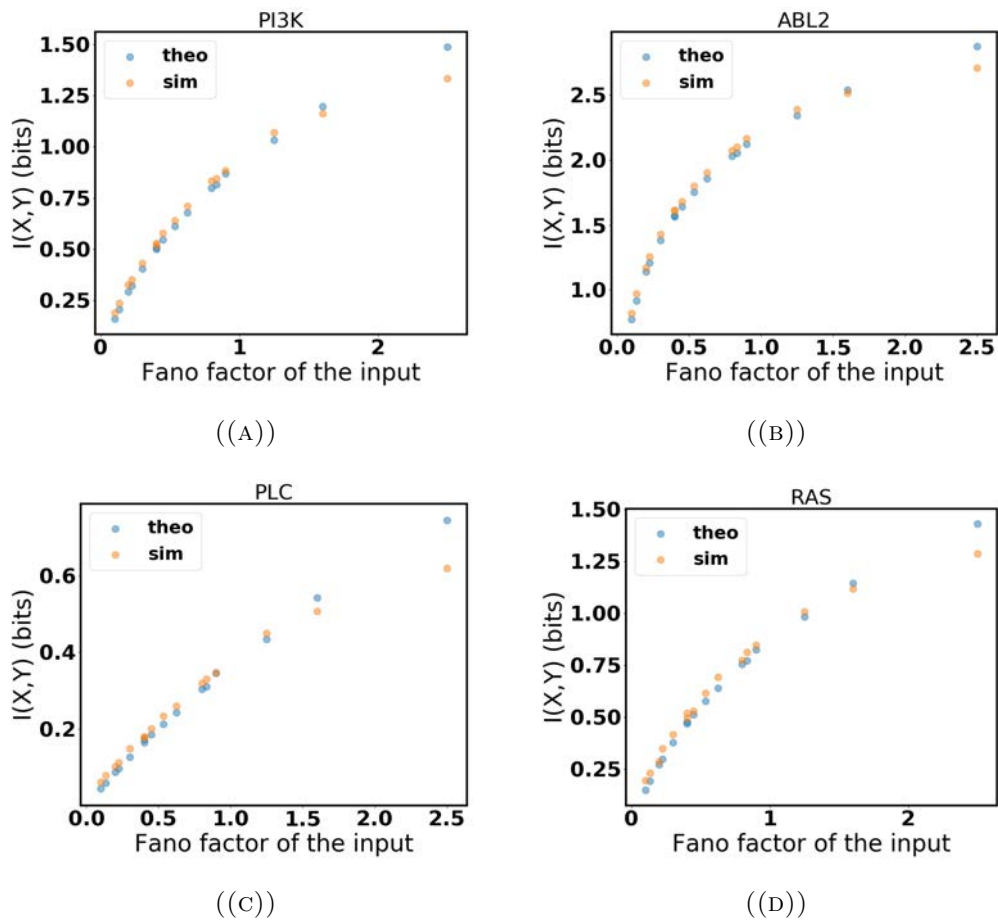 PI3K
theo
sim
1.50
1.25
1.00
0.75
0.50
0.25
I(X,Y) (bits)
0
1
2
Fano factor of the input
((A))
ABL2
theo
sim
2.5
2.0
1.5
1.0
I(X,Y) (bits)
0.0
0.5
1.0
1.5
2.0
2.5
Fano factor of the input
((B))
PLC
theo
sim
0.6
0.4
0.2
I(X,Y) (bits)
0.0
0.5
1.0
1.5
2.0
2.5
Fano factor of the input
((C))
RAS
theo
sim
1.50
1.25
1.00
0.75
0.50
0.25
I(X,Y) (bits)
0
1
2
Fano factor of the input
((D))